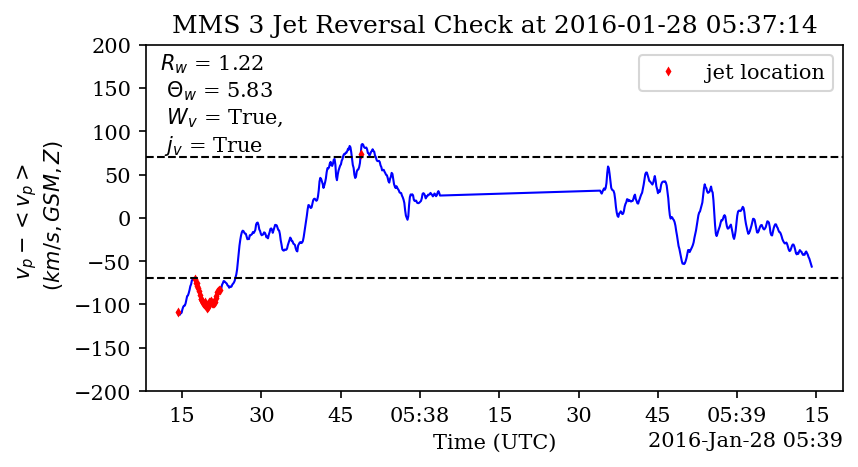 MMS 3 Jet Reversal Check at 2016-01-28 05:37:14
200
150
100
50
0
−50
−100
−150
−200
v_p − <v_p>
(km/s, GSM, Z)
R_w = 1.22
Θ_w = 5.83
W_v = True,
j_v = True
jet location
15 30 45 05:38 15 30 45 05:39 15
Time (UTC)
2016-Jan-28 05:39